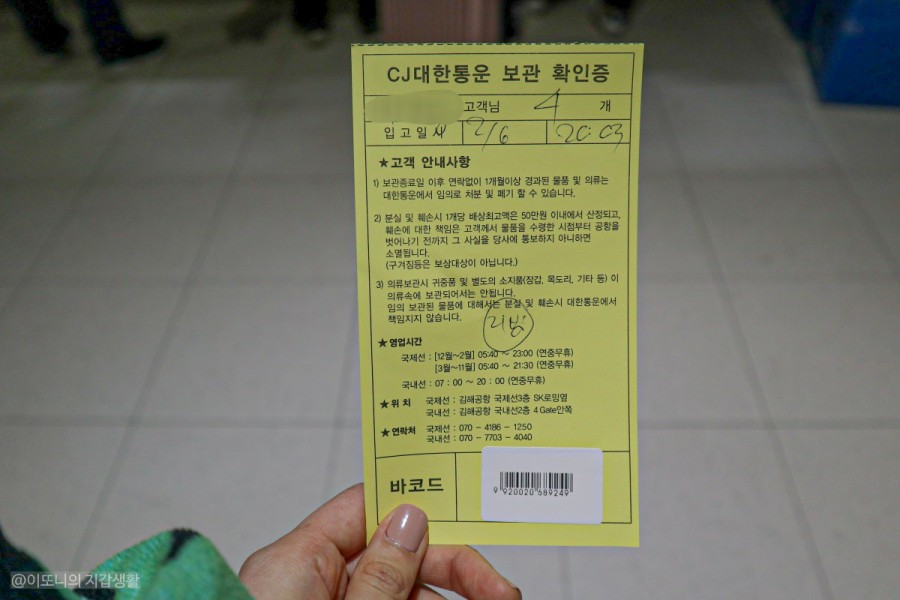 CJ대한통운 보관 확인증
고객님 4 개
입고일시 2/6 20:03
★고객 안내사항
1) 보관종료일 이후 연락없이 1개월이상 경과된 물품 및 의류는
대한통운에서 임의로 처분 및 폐기 할 수 있습니다.
2) 분실 및 훼손시 1개당 배상최고액은 50만원 이내에서 산정되고,
훼손에 대한 책임은 고객께서 물품을 수령한 시점부터 공항을
벗어나기 전까지 그 사실을 당사에 통보하지 아니하면
소멸됩니다.
(구겨짐등은 보상대상이 아닙니다.)
3) 의류보관시 귀중품 및 별도의 소지품(장갑, 목도리, 기타 등) 이
의류속에 보관되어서는 안됩니다.
임의 보관된 물품에 대해서는 분실 및 훼손시 대한통운에서
책임지지 않습니다.
★영업시간
국제선 : [12월~2월] 05:40 ~ 23:00 (연중무휴)
[3월~11월] 05:40 ~ 21:30 (연중무휴)
국내선 : 07 : 00 ~ 20 : 00 (연중무휴)
★위 치 국제선 : 김해공항 국제선3층 SK로밍옆
국내선 : 김해공항 국내선2층 4 Gate안쪽
★연락처 국제선 : 070 - 4186 - 1250
국내선 : 070 - 7703 - 4040
바코드
9 920020 689249
@이또니의 지갑생활